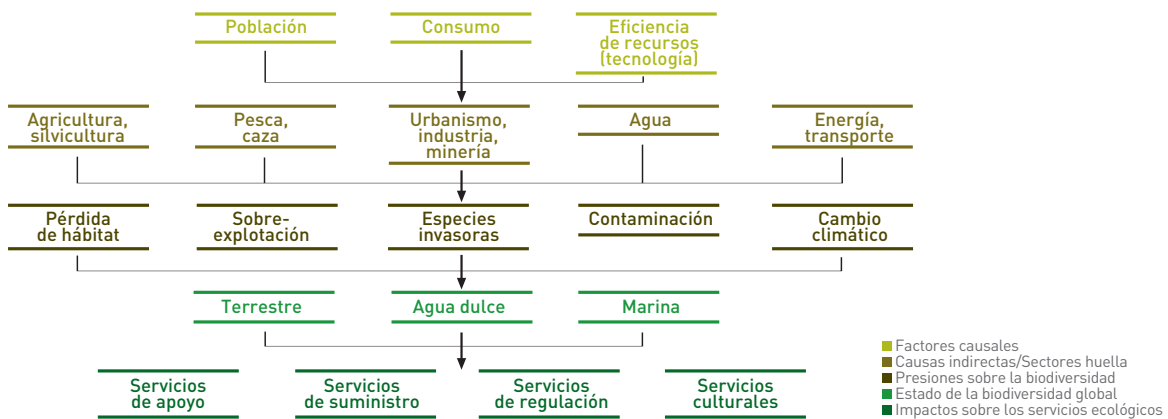 Población
Consumo
Eficiencia
de recursos
(tecnología)
Agricultura,
silvicultura
Pesca,
caza
Urbanismo,
industria,
minería
Agua
Energía,
transporte
Pérdida
de hábitat
Sobre-
explotación
Especies
invasoras
Contaminación
Cambio
climático
Terrestre
Agua dulce
Marina
Servicios
de apoyo
Servicios
de suministro
Servicios
de regulación
Servicios
culturales
Factores causales
Causas indirectas/Sectores huella
Presiones sobre la biodiversidad
Estado de la biodiversidad global
Impactos sobre los servicios ecológicos